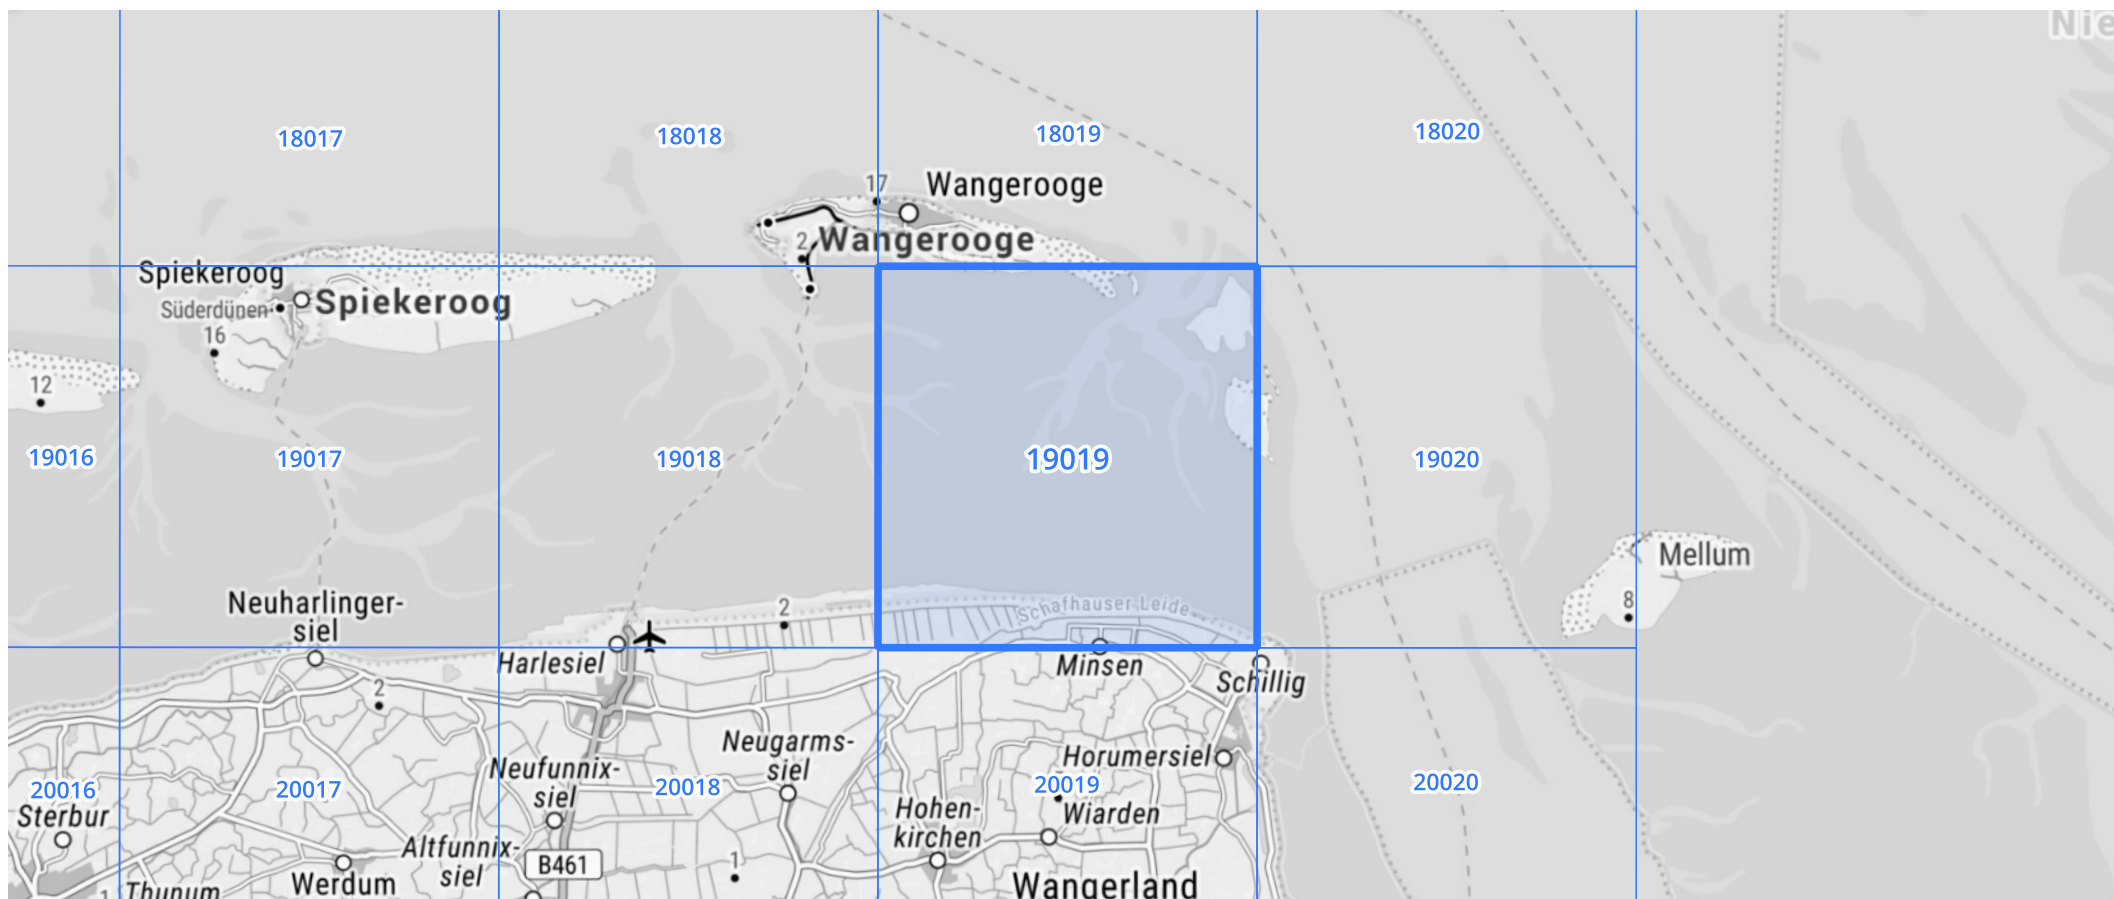 Nie
18017
18018
18019
18020
17
Wangerooge
2
Wangerooge
Spiekeroog
Süderdünen
Spiekeroog
16
12
19016
19017
19018
19019
19020
Mellum
8
Neuharlinger-
siel
2
Schafhauser Leide
Harlesiel
Minsen
Schillig
2
Neugarms-
siel
Horumersiel
Neufunnix-
siel
20016
20017
20018
20019
20020
Sterbur
Hohen-
kirchen
Wiarden
Altfunnix-
siel
B461
1
Werdum
Thunum
1
Wangerland